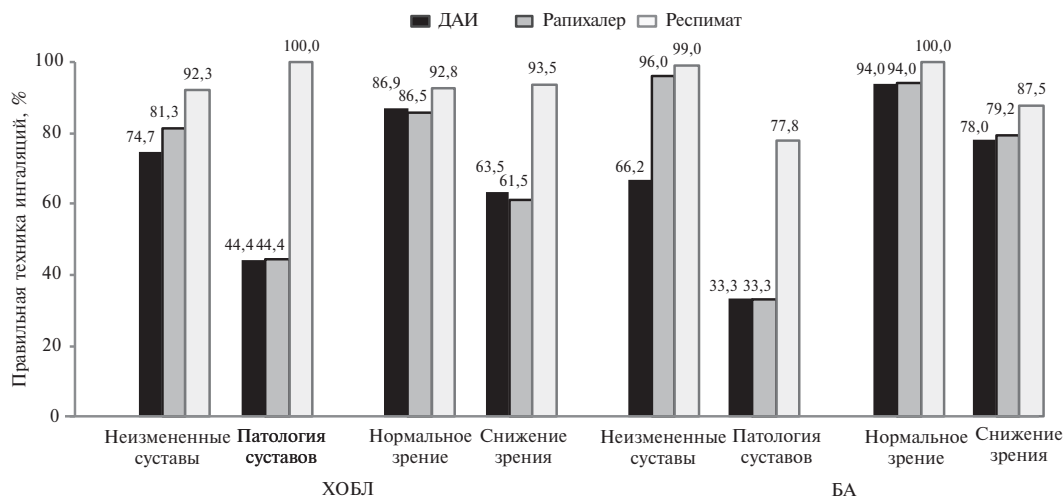 ДАИ Рапихалер Респимат
Правильная техника ингаляций, %
100
80
60
40
20
0
74,7 81,3 92,3
44,4 44,4 100,0
86,9 86,5 92,8
63,5 61,5 93,5
66,2 96,0 99,0
33,3 33,3 77,8
94,0 94,0 100,0
78,0 79,2 87,5
Неизмененные
суставы
Патология
суставов
Нормальное
зрение
Снижение
зрения
Неизмененные
суставы
Патология
суставов
Нормальное
зрение
Снижение
зрения
ХОБЛ
БА